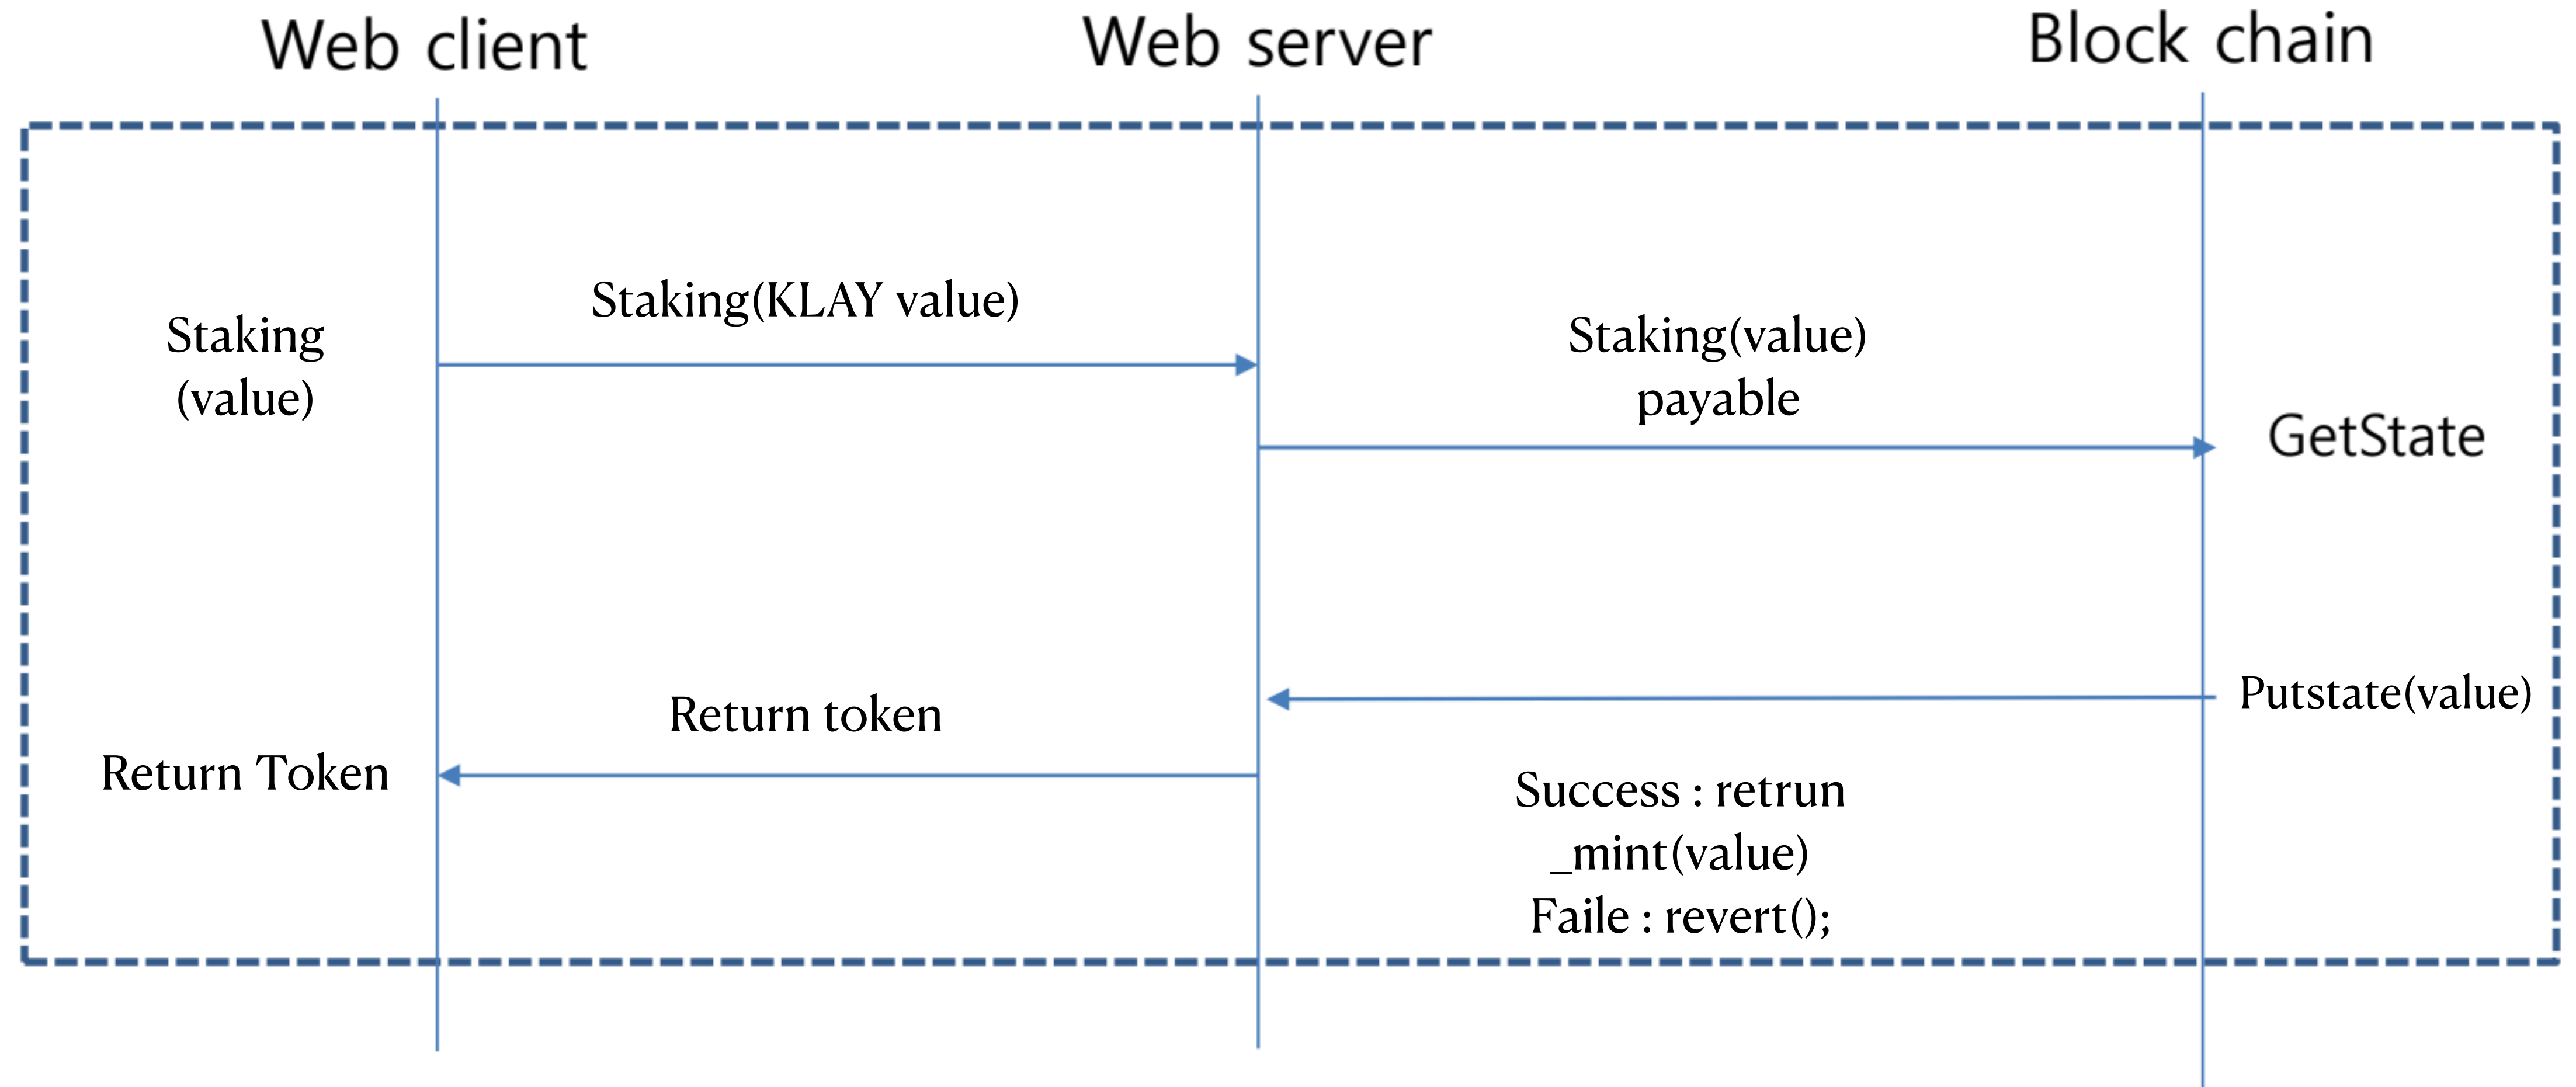 Web client
Web server
Block chain
Staking(KLAY value)
Staking
(value)
Staking(value)
payable
GetState
Putstate(value)
Return token
Return Token
Success : retrun
_mint(value)
Faile : revert();